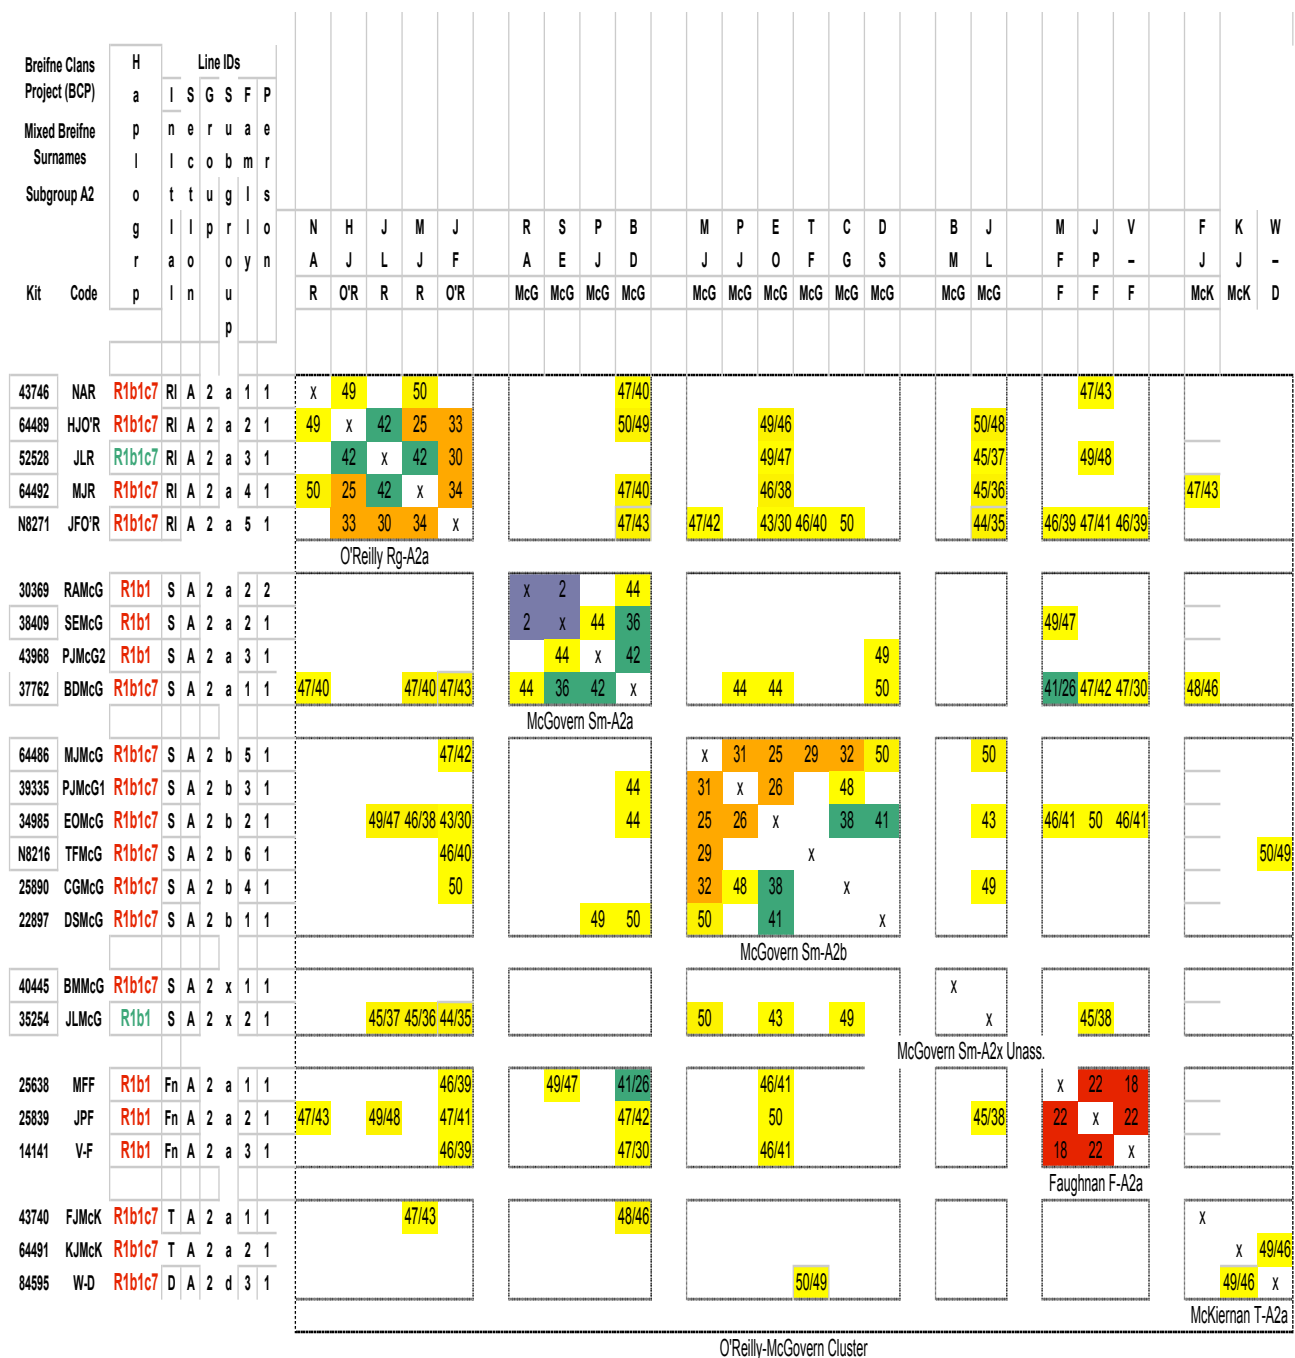 Breifne Clans H Line IDs
Project (BCP) a I S G S F P
Mixed Breifne p n e r u a e
Surnames l I c o b m r
Subgroup A2 o t t u g I s
g I I p r l o N H J M J R S P B M P E T C D B J M J V F K W
r a o o y n A J L J F A E J D J J O F G S M L F P – J J –
Kit Code p l n u R O'R R R O'R McG McG McG McG McG McG McG McG McG McG McG McG F F F McK McK D
p
43746 NAR R1b1c7 RI A 2 a 1 1 x 49 50 47/40 47/43
64489 HJO'R R1b1c7 RI A 2 a 2 1 49 x 42 25 33 50/49 49/46 50/48
52528 JLR R1b1c7 RI A 2 a 3 1 42 x 42 30 49/47 45/37 49/48
64492 MJR R1b1c7 RI A 2 a 4 1 50 25 42 x 34 47/40 46/38 45/36 47/43
N8271 JFO'R R1b1c7 RI A 2 a 5 1 33 30 34 x 47/43 47/42 43/30 46/40 50 44/35 46/39 47/41 46/39
O'Reilly Rg-A2a
30369 RAMcG R1b1 S A 2 a 2 2 x 2 44
38409 SEMcG R1b1 S A 2 a 2 1 2 x 44 36 49/47
43968 PJMcG2 R1b1 S A 2 a 3 1 44 x 42 49
37762 BDMcG R1b1c7 S A 2 a 1 1 47/40 47/40 47/43 44 36 42 x 44 44 50 41/26 47/42 47/30 48/46
McGovern Sm-A2a
64486 MJMcG R1b1c7 S A 2 b 5 1 47/42 x 31 25 29 32 50 50
39335 PJMcG1 R1b1c7 S A 2 b 3 1 44 31 x 26 48
34985 EOMcG R1b1c7 S A 2 b 2 1 49/47 46/38 43/30 44 25 26 x 38 41 43 46/41 50 46/41
N8216 TFMcG R1b1c7 S A 2 b 6 1 46/40 29 x 50/49
25890 CGMcG R1b1c7 S A 2 b 4 1 50 32 48 38 x 49
22897 DSMcG R1b1c7 S A 2 b 1 1 49 50 50 41 x
McGovern Sm-A2b
40445 BMMcG R1b1c7 S A 2 x 1 1 x
35254 JLMcG R1b1 S A 2 x 2 1 45/37 45/36 44/35 50 43 49 x 45/38
McGovern Sm-A2x Unass.
25638 MFF R1b1 Fn A 2 a 1 1 46/39 49/47 41/26 46/41 x 22 18
25839 JPF R1b1 Fn A 2 a 2 1 47/43 49/48 47/41 47/42 50 45/38 22 x 22
14141 V-F R1b1 Fn A 2 a 3 1 46/39 47/30 46/41 18 22 x
Faughnan F-A2a
43740 FJMcK R1b1c7 T A 2 a 1 1 47/43 48/46 x
64491 KJMcK R1b1c7 T A 2 a 2 1 x 49/46
84595 W-D R1b1c7 D A 2 d 3 1 50/49 49/46 x
McKiernan T-A2a
O'Reilly-McGovern Cluster